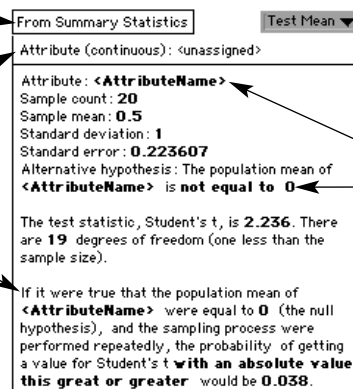 From Summary Statistics
Test Mean
Attribute (continuous): <unassigned>
Attribute: <AttributeName>
Sample count: 20
Sample mean: 0.5
Standard deviation: 1
Standard error: 0.223607
Alternative hypothesis: The population mean of
<AttributeName> is not equal to 0
The test statistic, Student's t, is 2.236. There
are 19 degrees of freedom (one less than the
sample size).
If it were true that the population mean of
<AttributeName> were equal to 0 (the null
hypothesis), and the sampling process were
performed repeatedly, the probability of getting
a value for Student's t with an absolute value
this great or greater would be 0.038.